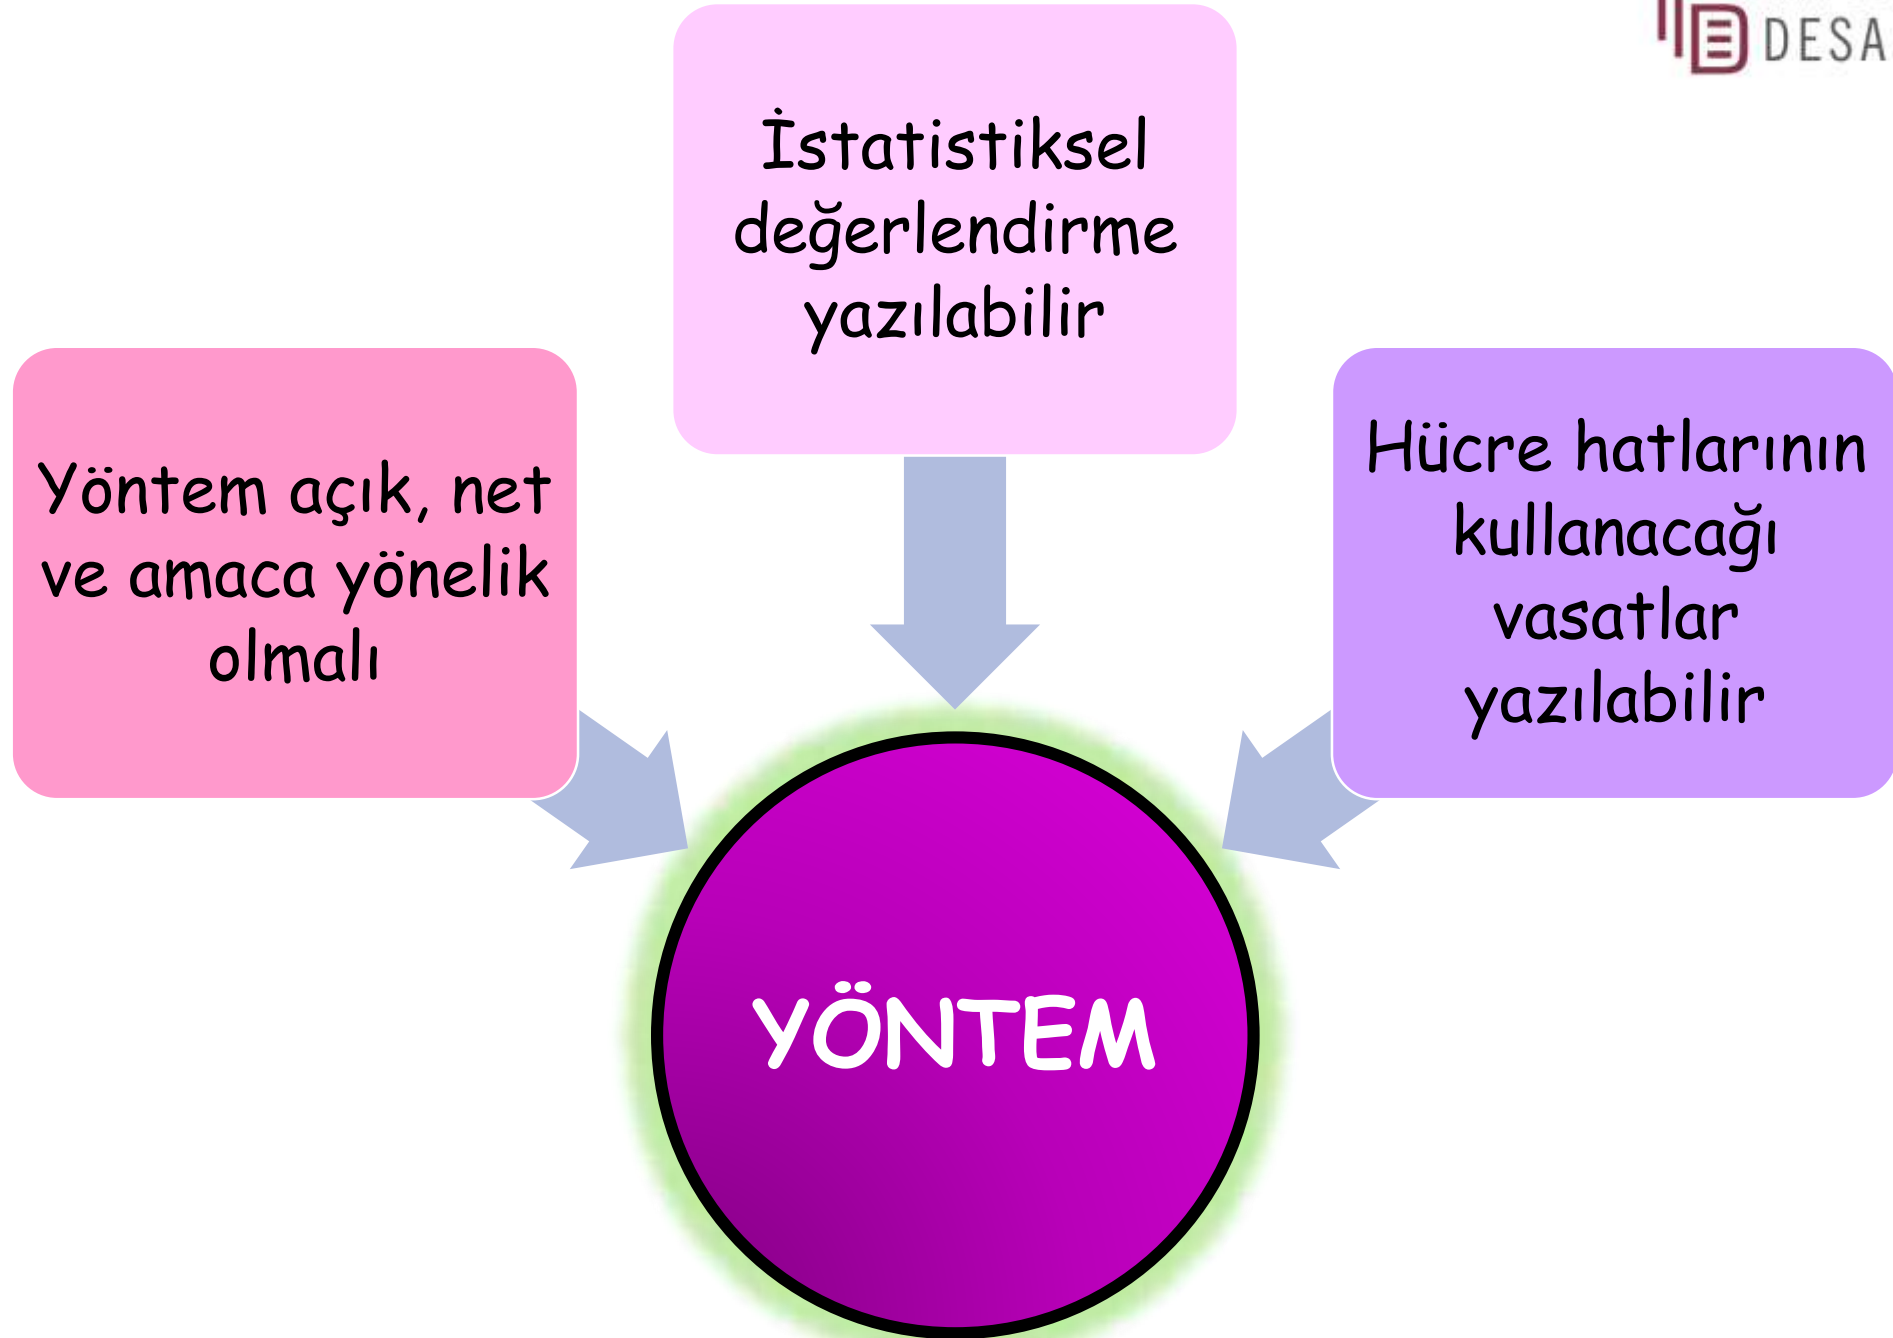 DESA
İstatistiksel
değerlendirme
yazılabilir
Yöntem açık, net
ve amaca yönelik
olmalı
Hücre hatlarının
kullanacağı
vasatlar
yazılabilir
YÖNTEM